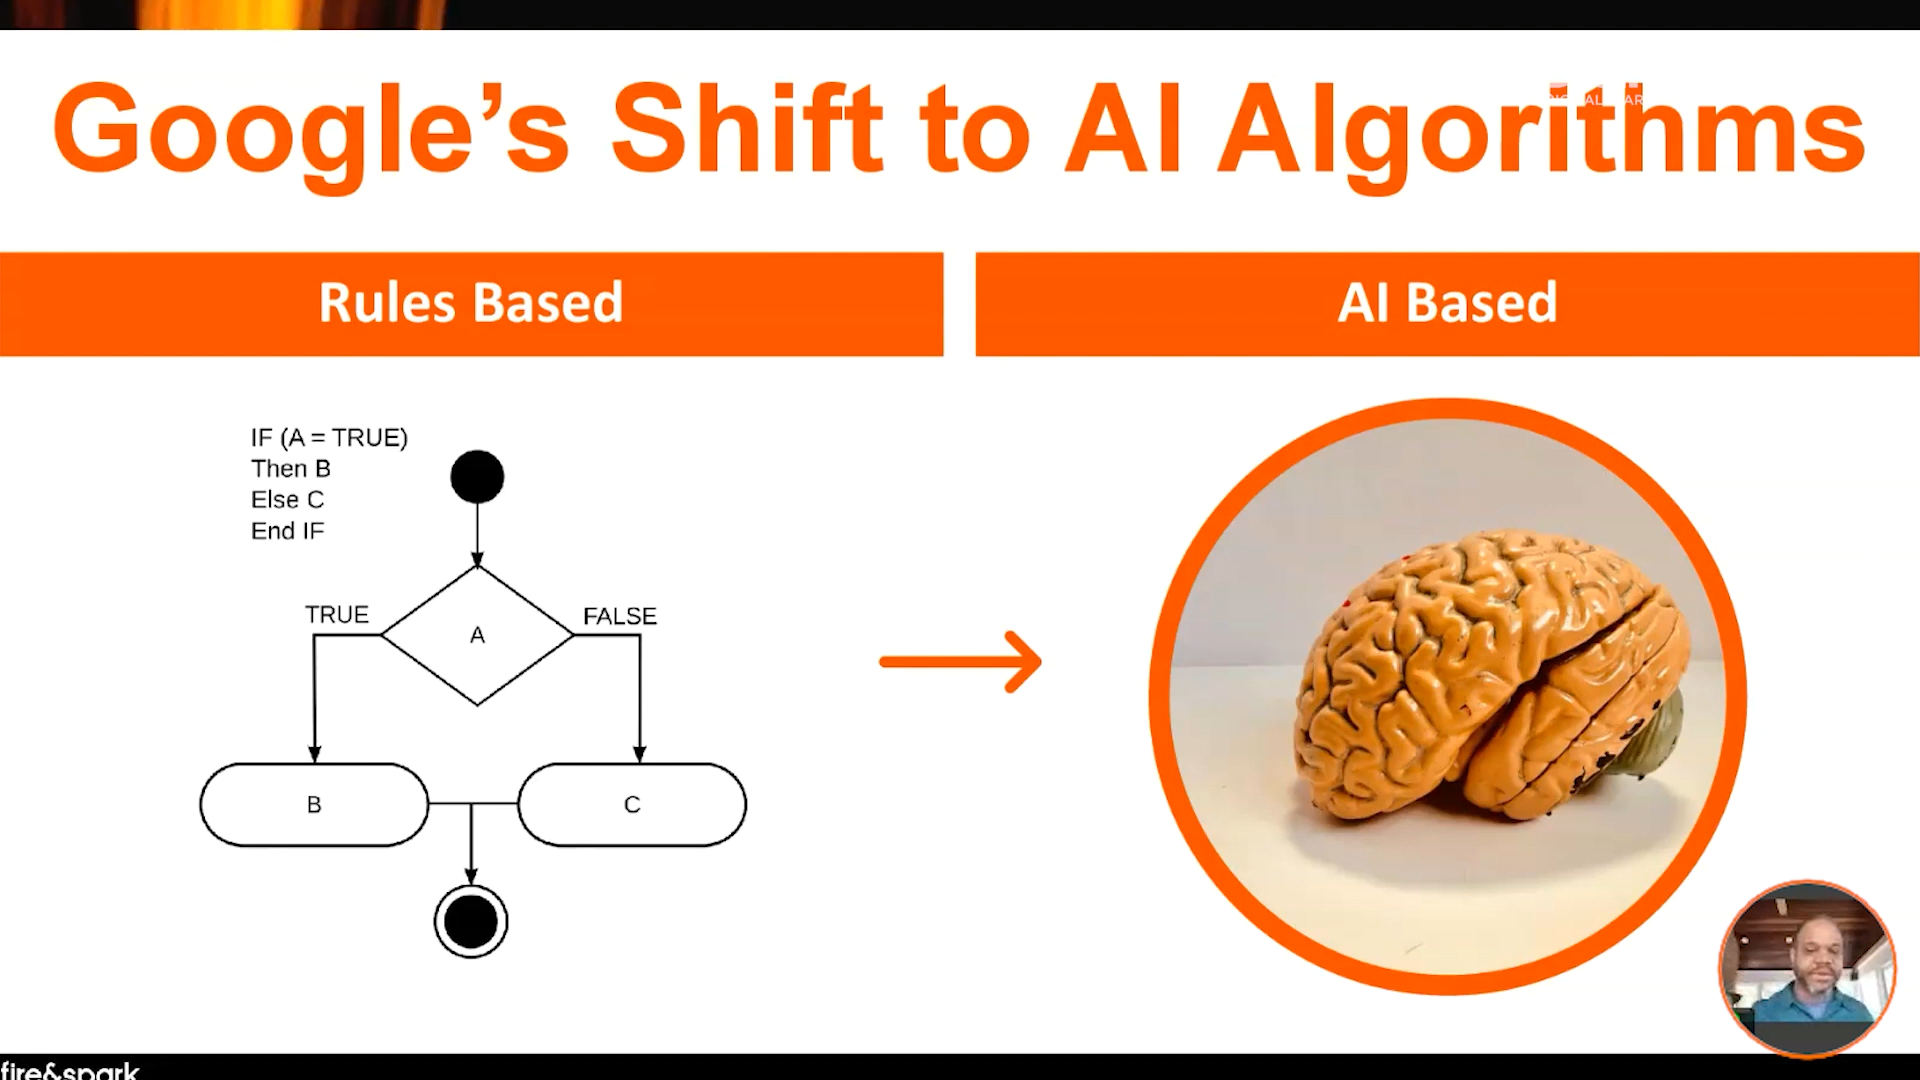 Google’s Shift to AI Algorithms
Rules Based
AI Based
IF (A = TRUE)
Then B
Else C
End IF
TRUE
FALSE
A
B
C
fire&spark